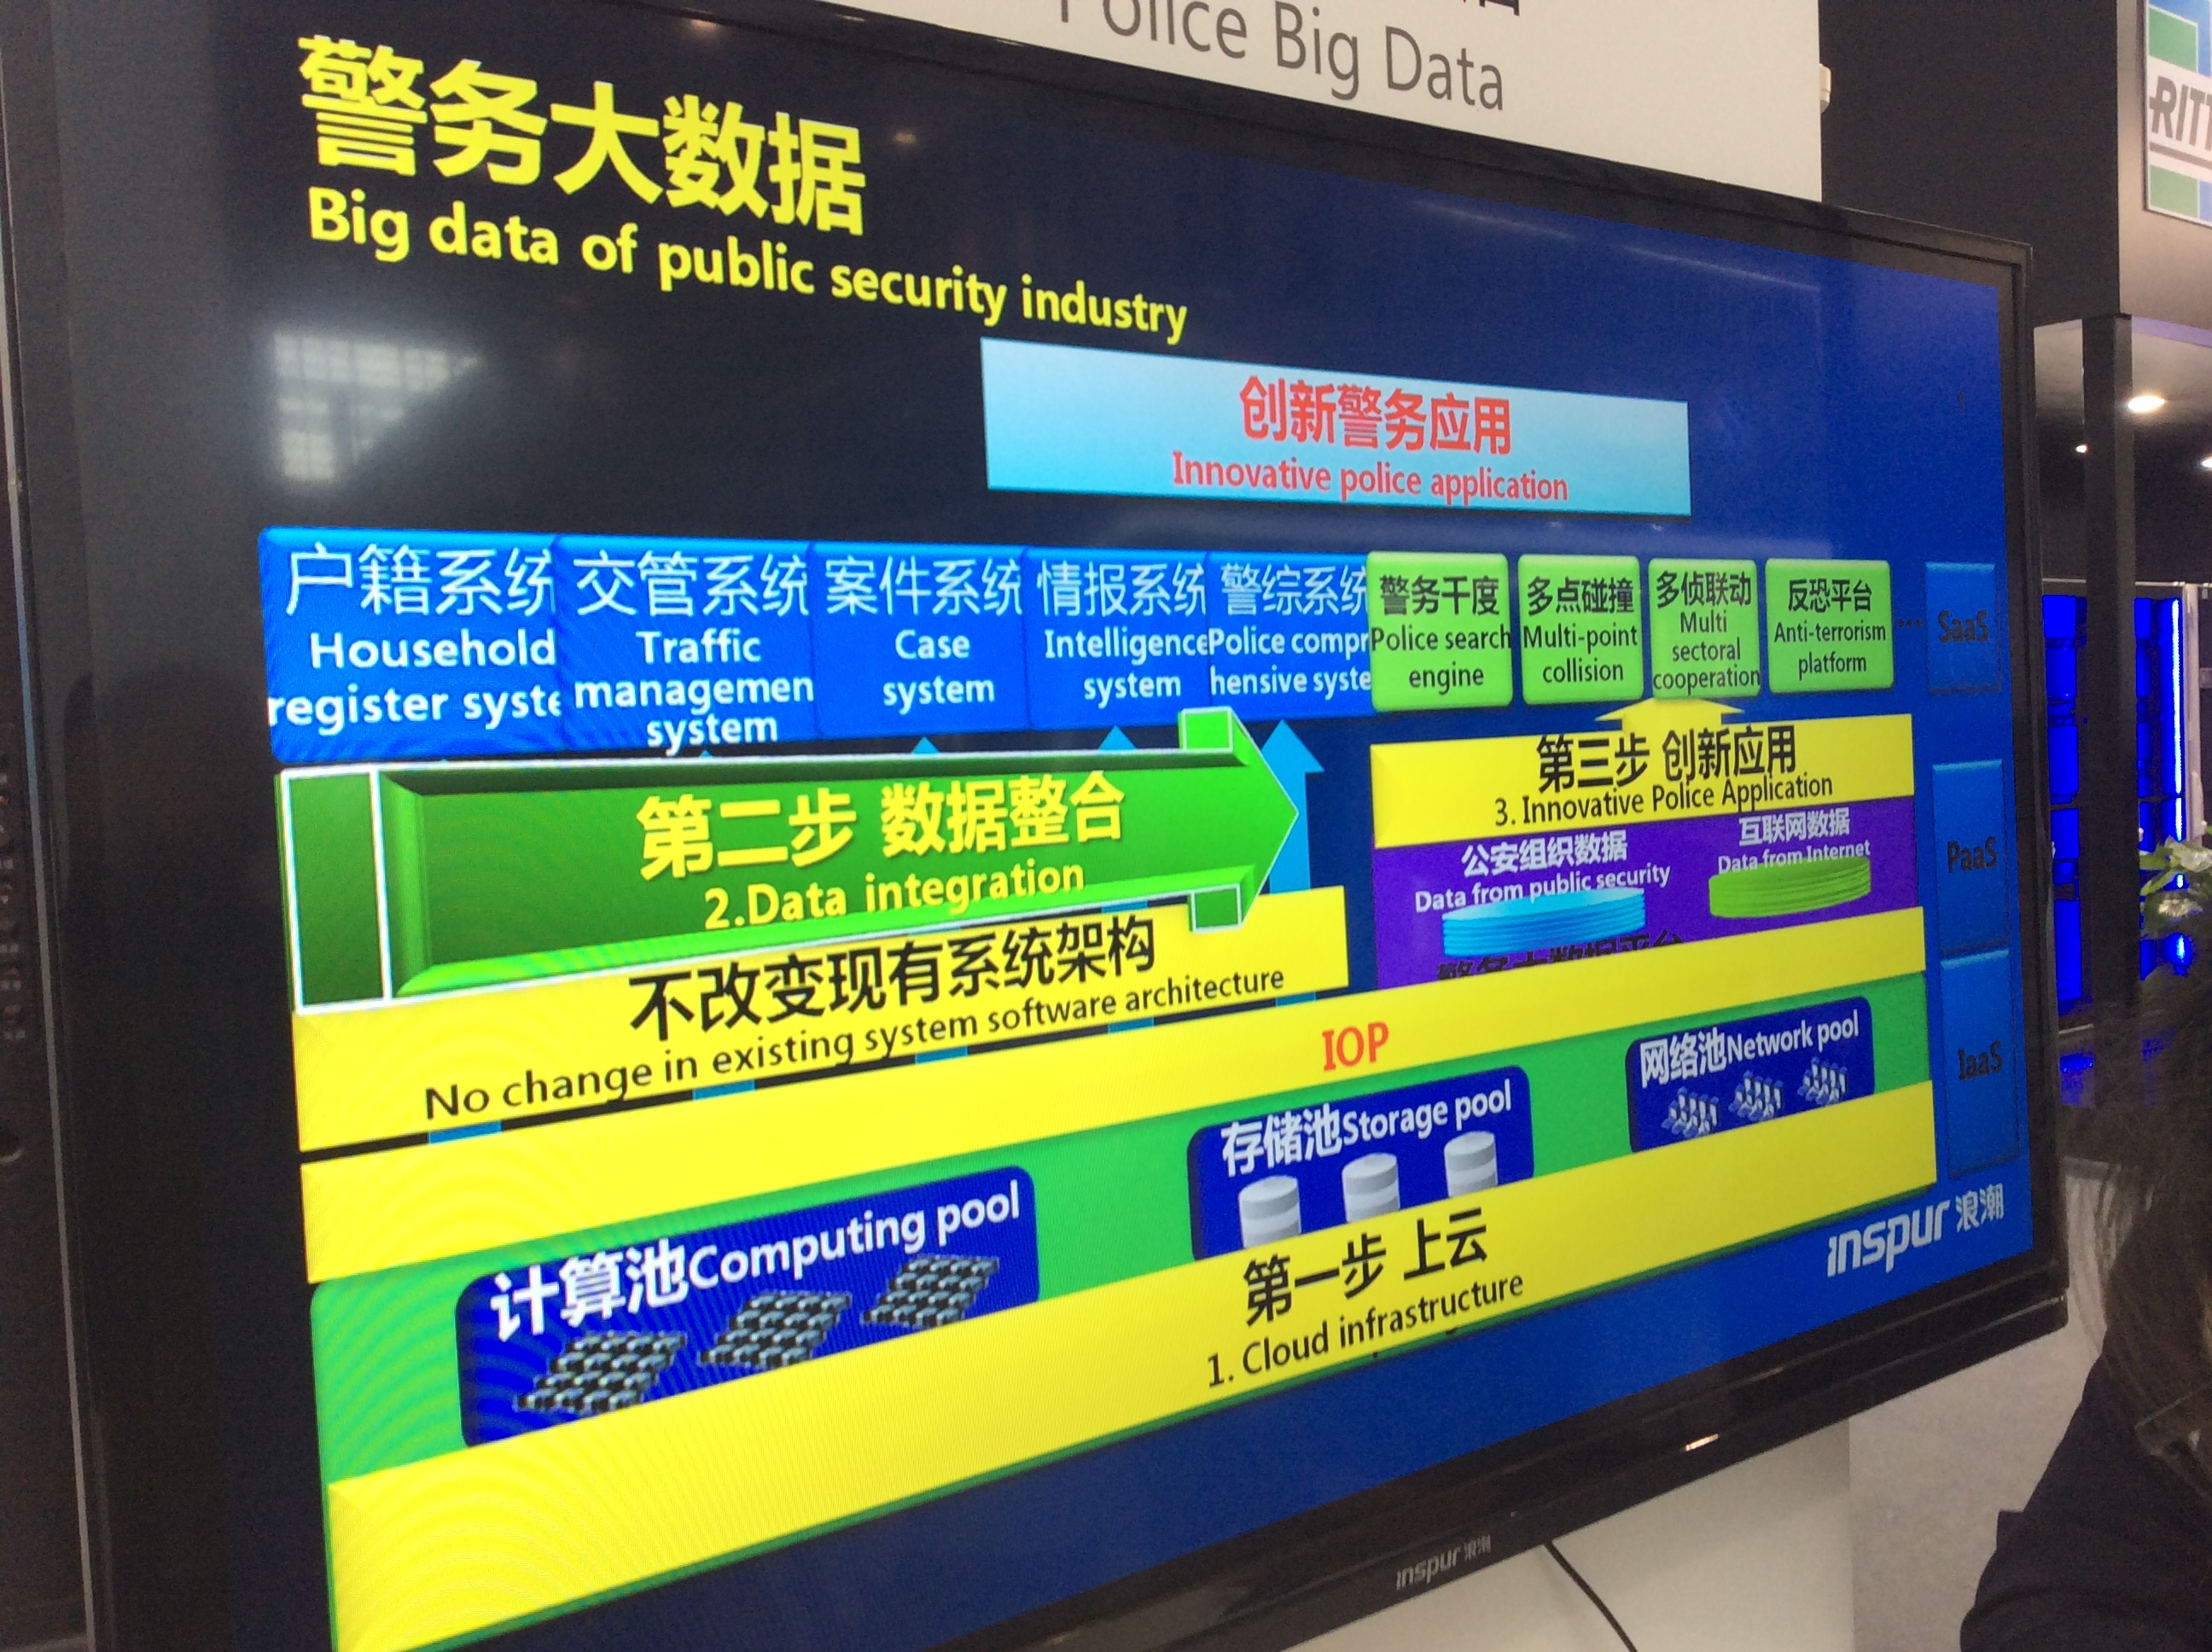 Police Big Data
RIT
警务大数据
Big data of public security industry
创新警务应用
Innovative police application
户籍系统
Household
register syste
交管系统
Traffic
managemen
system
案件系统
Case
system
情报系统
Intelligence
system
警综系统
Police compr
hensive syste
警务千度
Police search
engine
多点碰撞
Multi-point
collision
多侦联动
Multi
sectoral
cooperation
反恐平台
Anti-terrorism
platform
...
SaaS
第二步 数据整合
2.Data integration
第三步 创新应用
3. Innovative Police Application
公安组织数据
Data from public security
互联网数据
Data from Internet
警务大数据平台
PaaS
不改变现有系统架构
No change in existing system software architecture
IOP
计算池Computing pool
存储池Storage pool
网络池Network pool
IaaS
第一步 上云
1. Cloud infrastructure
inspur 浪潮
inspur 浪潮